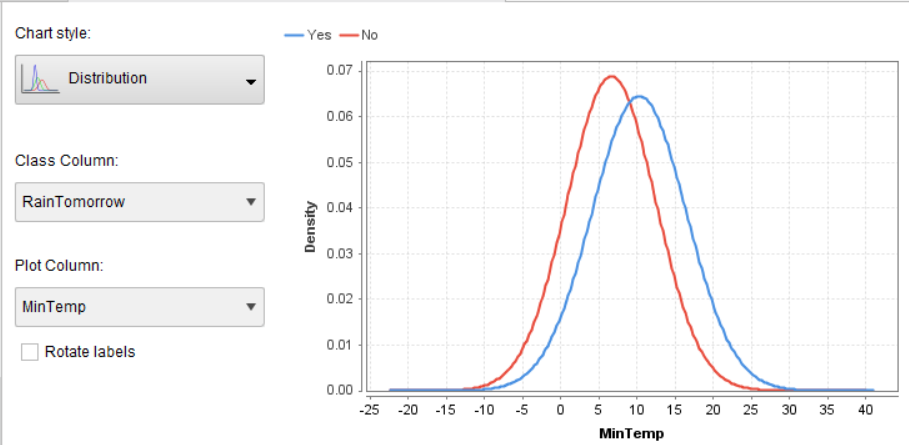 Chart style:
Distribution
Class Column:
RainTomorrow
Plot Column:
MinTemp
Rotate labels
Yes No
0.07
0.06
0.05
0.04
0.03
0.02
0.01
0.00
Density
-25 -20 -15 -10 -5 0 5 10 15 20 25 30 35 40
MinTemp